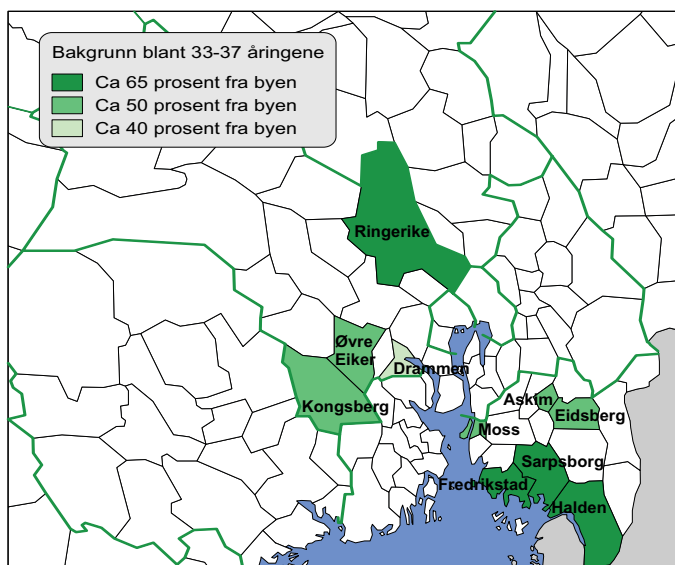 Bakgrunn blant 33-37 åringene
Ca 65 prosent fra byen
Ca 50 prosent fra byen
Ca 40 prosent fra byen
Ringerike
Øvre
Eiker
Drammen
Kongsberg
Askim
Eidsberg
Moss
Sarpsborg
Fredrikstad
Halden